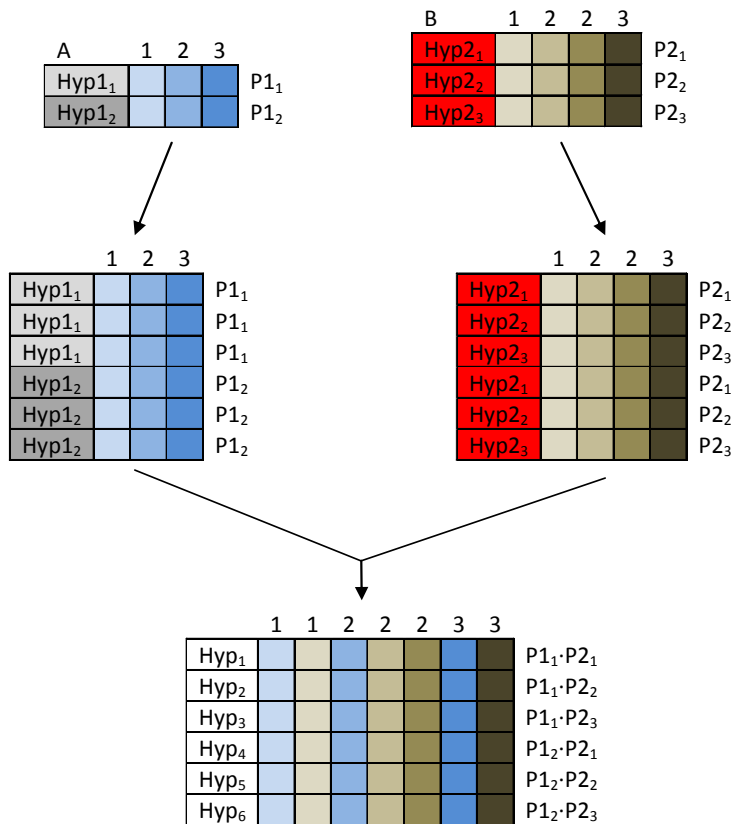 A 1 2 3
Hyp1₁ P1₁
Hyp1₂ P1₂
B 1 2 2 3
Hyp2₁ P2₁
Hyp2₂ P2₂
Hyp2₃ P2₃
1 2 3
Hyp1₁ P1₁
Hyp1₁ P1₁
Hyp1₁ P1₁
Hyp1₂ P1₂
Hyp1₂ P1₂
Hyp1₂ P1₂
1 2 2 3
Hyp2₁ P2₁
Hyp2₂ P2₂
Hyp2₃ P2₃
Hyp2₁ P2₁
Hyp2₂ P2₂
Hyp2₃ P2₃
1 1 2 2 2 3 3
Hyp₁ P1₁·P2₁
Hyp₂ P1₁·P2₂
Hyp₃ P1₁·P2₃
Hyp₄ P1₂·P2₁
Hyp₅ P1₂·P2₂
Hyp₆ P1₂·P2₃